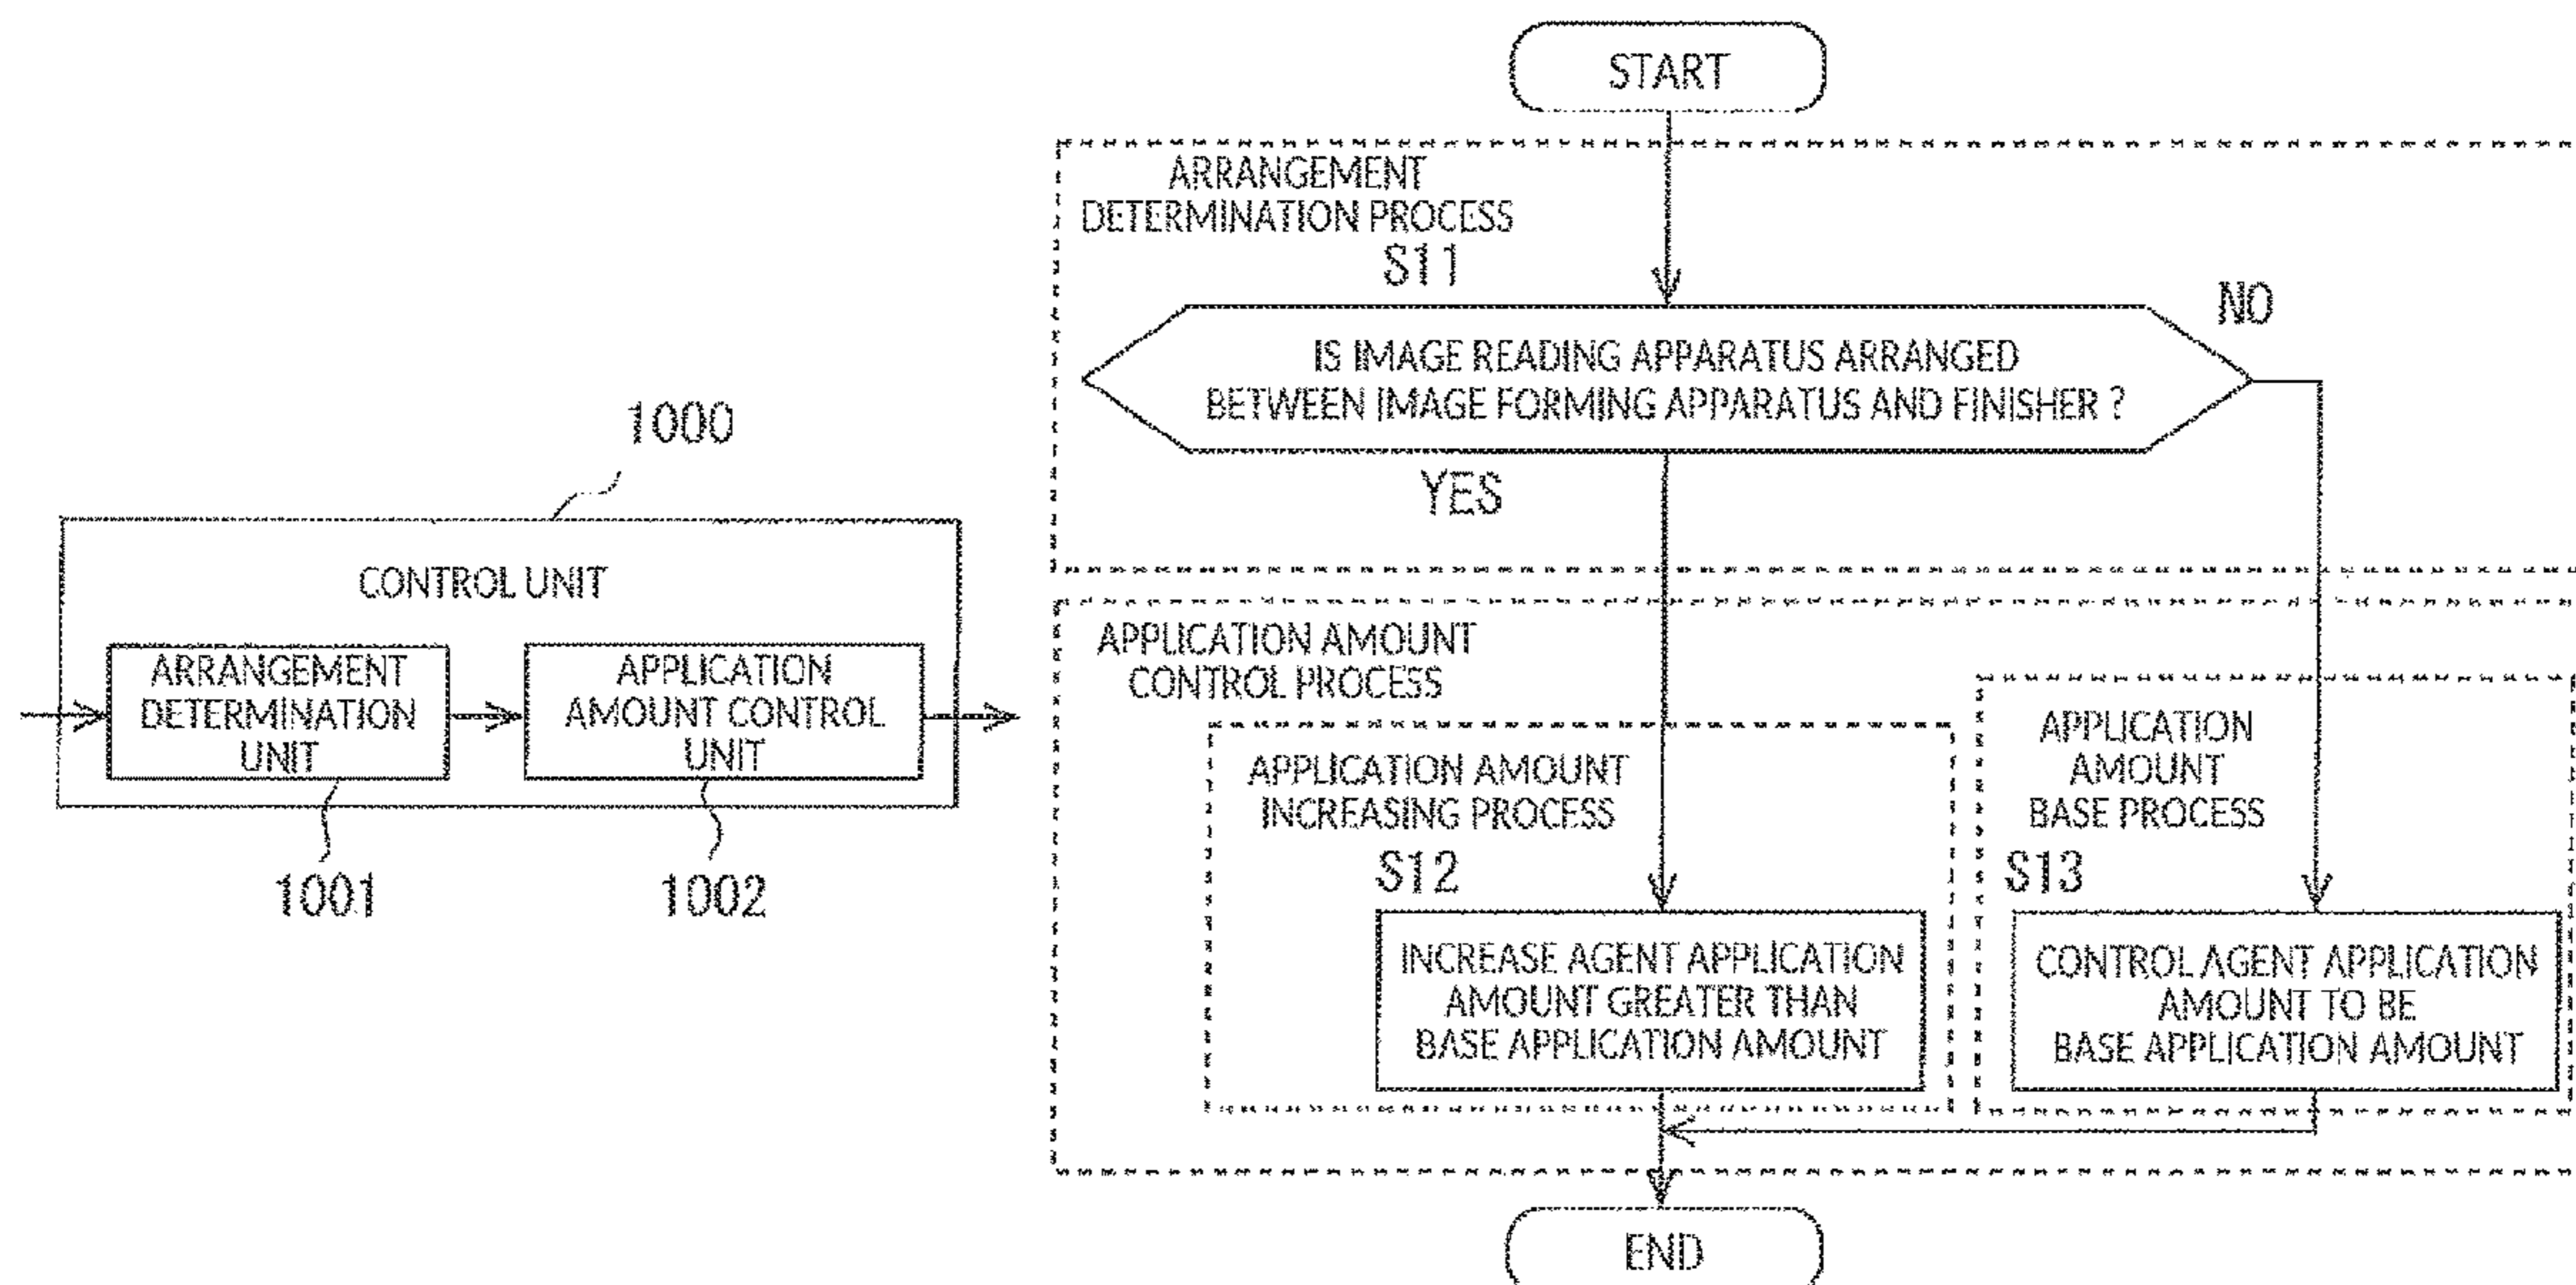 1000
CONTROL UNIT
ARRANGEMENT
DETERMINATION
UNIT
APPLICATION
AMOUNT CONTROL
UNIT
1001
1002
START
ARRANGEMENT
DETERMINATION PROCESS
S11
IS IMAGE READING APPARATUS ARRANGED
BETWEEN IMAGE FORMING APPARATUS AND FINISHER ?
NO
YES
APPLICATION AMOUNT
CONTROL PROCESS
APPLICATION AMOUNT
INCREASING PROCESS
S12
INCREASE AGENT APPLICATION
AMOUNT GREATER THAN
BASE APPLICATION AMOUNT
APPLICATION
AMOUNT
BASE PROCESS
S13
CONTROL AGENT APPLICATION
AMOUNT TO BE
BASE APPLICATION AMOUNT
END